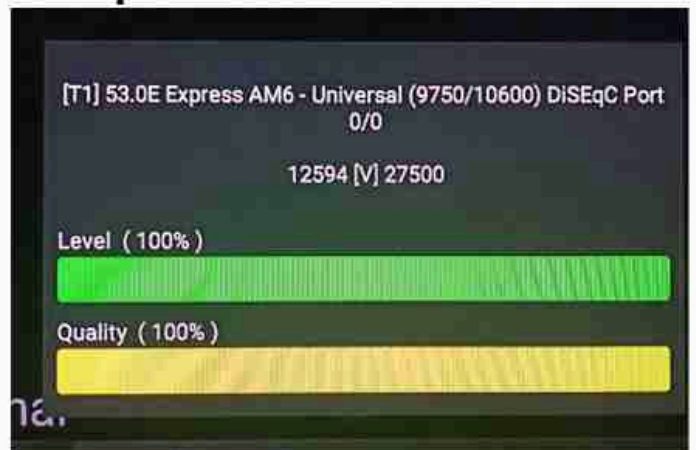 [T1] 53.0E Express AM6 - Universal (9750/10600) DiSEqC Port
0/0
12594 [V] 27500
Level ( 100% )
Quality ( 100% )